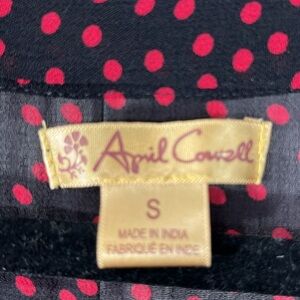 April Cornell
S
MADE IN INDIA
FABRIQUÉ EN INDE